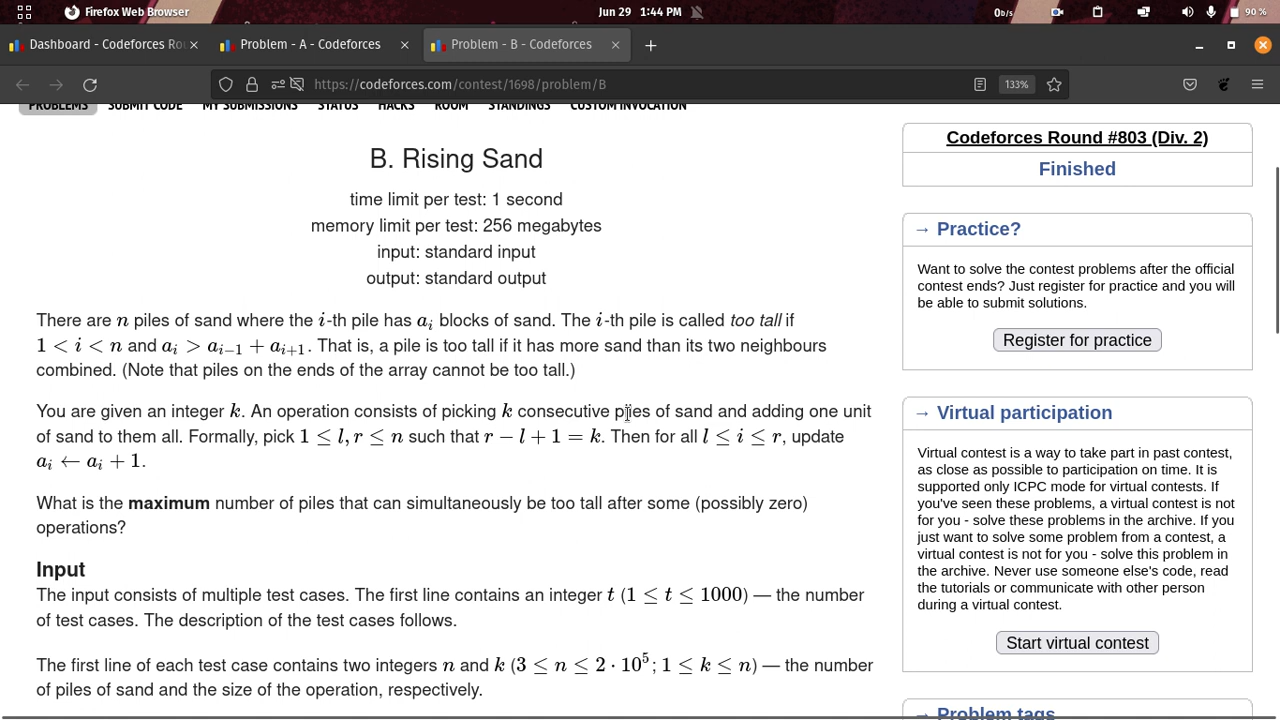 Firefox Web Browser
Jun 29 1:44 PM
0b/s
90 %
Dashboard - Codeforces Ro
Problem - A - Codeforces
Problem - B - Codeforces
https://codeforces.com/contest/1698/problem/B
133%
PROBLEMS SUBMIT CODE MY SUBMISSIONS STATUS HACKS ROOM STANDINGS CUSTOM INVOCATION
B. Rising Sand
time limit per test: 1 second
memory limit per test: 256 megabytes
input: standard input
output: standard output
There are n piles of sand where the i-th pile has a_i blocks of sand. The i-th pile is called too tall if
1 < i < n and a_i > a_{i−1} + a_{i+1}. That is, a pile is too tall if it has more sand than its two neighbours
combined. (Note that piles on the ends of the array cannot be too tall.)
You are given an integer k. An operation consists of picking k consecutive piles of sand and adding one unit
of sand to them all. Formally, pick 1 ≤ l, r ≤ n such that r − l + 1 = k. Then for all l ≤ i ≤ r, update
a_i ← a_i + 1.
What is the maximum number of piles that can simultaneously be too tall after some (possibly zero)
operations?
Input
The input consists of multiple test cases. The first line contains an integer t (1 ≤ t ≤ 1000) — the number
of test cases. The description of the test cases follows.
The first line of each test case contains two integers n and k (3 ≤ n ≤ 2 · 10^5; 1 ≤ k ≤ n) — the number
of piles of sand and the size of the operation, respectively.
Codeforces Round #803 (Div. 2)
Finished
→ Practice?
Want to solve the contest problems after the official
contest ends? Just register for practice and you will
be able to submit solutions.
Register for practice
→ Virtual participation
Virtual contest is a way to take part in past contest,
as close as possible to participation on time. It is
supported only ICPC mode for virtual contests. If
you've seen these problems, a virtual contest is not
for you - solve these problems in the archive. If you
just want to solve some problem from a contest, a
virtual contest is not for you - solve this problem in
the archive. Never use someone else's code, read
the tutorials or communicate with other person
during a virtual contest.
Start virtual contest
→ Problem tags